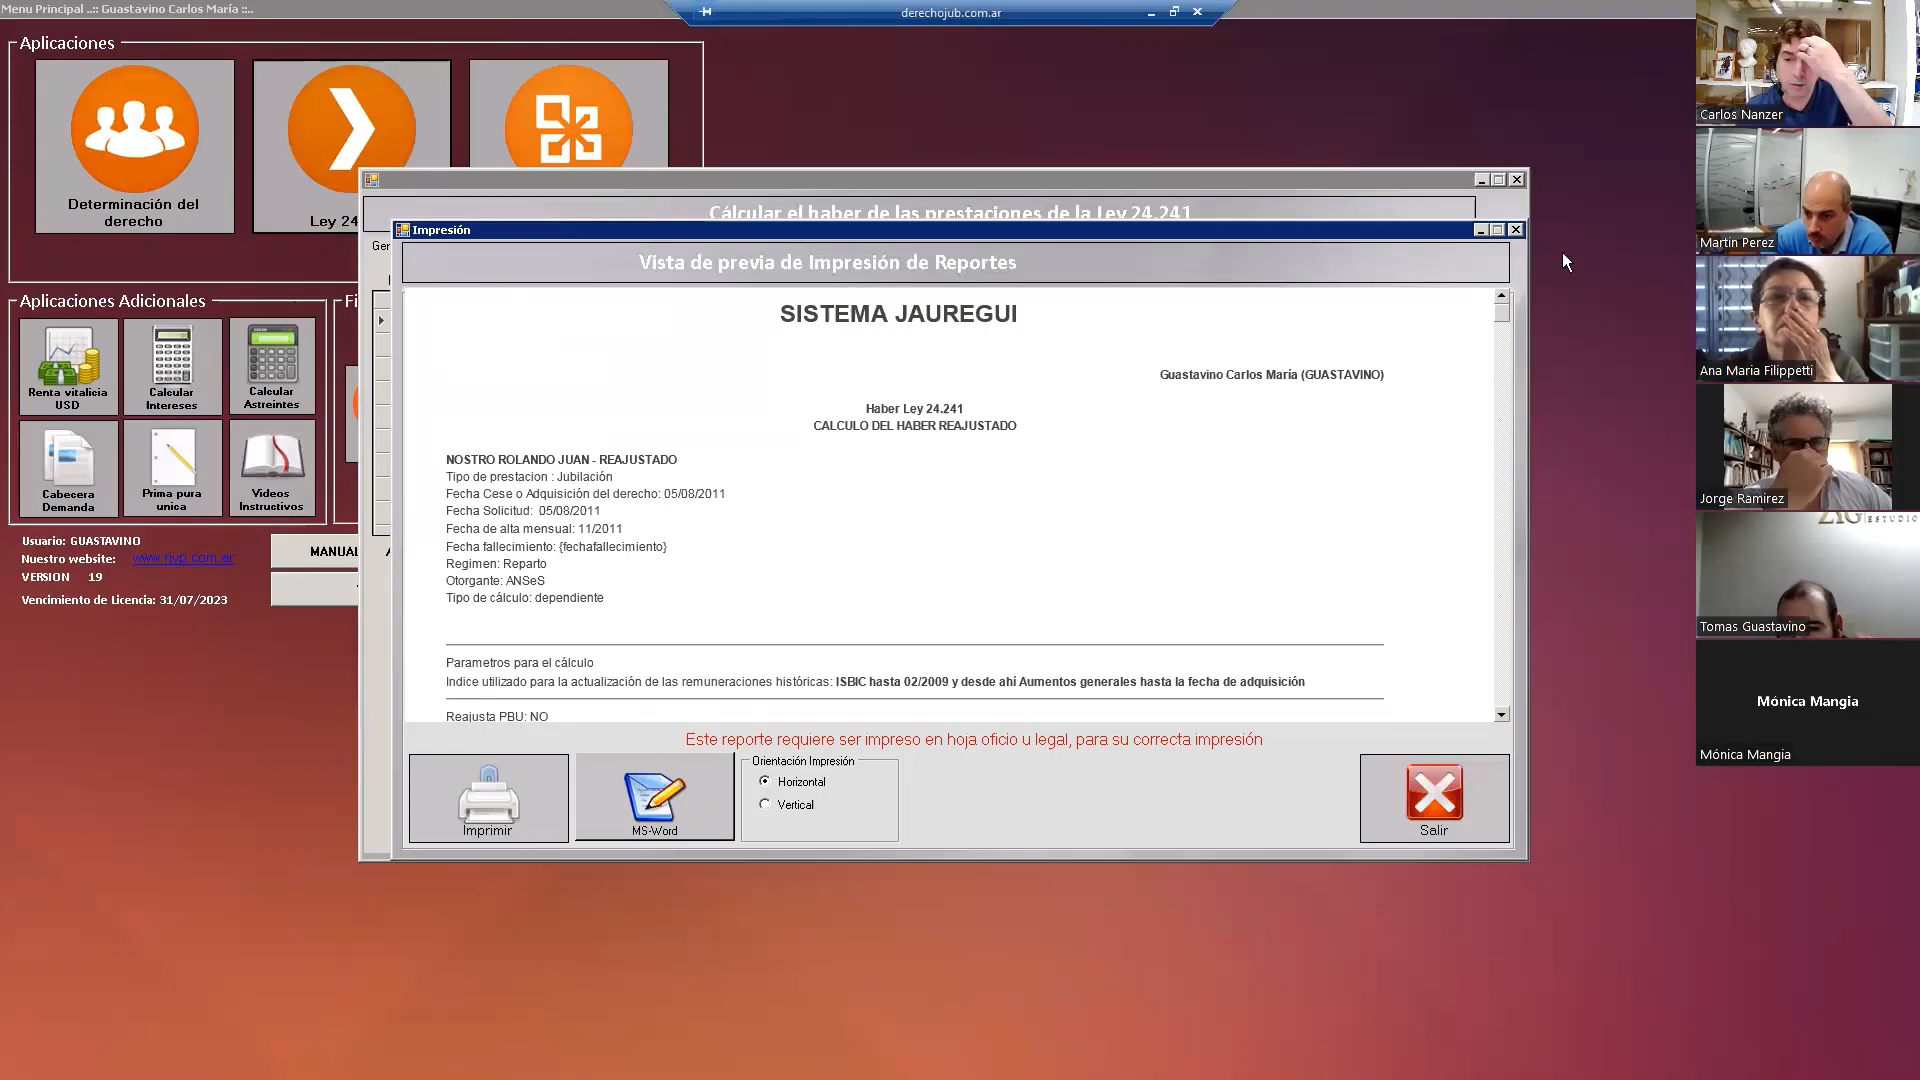 Menu Principal ..:: Guastavino Carlos María ::..
derechojub.com.ar
Aplicaciones
Determinación del
derecho
Ley 24
Cálcular el haber de las prestaciones de la Ley 24.241
Ger
Impresión
Vista de previa de Impresión de Reportes
SISTEMA JAUREGUI
Guastavino Carlos María (GUASTAVINO)
Haber Ley 24.241
CALCULO DEL HABER REAJUSTADO
NOSTRO ROLANDO JUAN - REAJUSTADO
Tipo de prestacion : Jubilación
Fecha Cese o Adquisición del derecho: 05/08/2011
Fecha Solicitud: 05/08/2011
Fecha de alta mensual: 11/2011
Fecha fallecimiento: {fechafallecimiento}
Regimen: Reparto
Otorgante: ANSeS
Tipo de cálculo: dependiente
Parametros para el cálculo
Indice utilizado para la actualización de las remuneraciones históricas: ISBIC hasta 02/2009 y desde ahí Aumentos generales hasta la fecha de adquisición
Reajusta PBU: NO
Este reporte requiere ser impreso en hoja oficio u legal, para su correcta impresión
Imprimir
MS-Word
Orientación Impresión
Horizontal
Vertical
Salir
Aplicaciones Adicionales
Fi
Renta vitalicia
USD
Calcular
Intereses
Calcular
Astreintes
Cabecera
Demanda
Prima pura
unica
Videos
Instructivos
Usuario: GUASTAVINO
Nuestro website: www.rjyp.com.ar
VERSION 19
Vencimiento de Licencia: 31/07/2023
MANUAL
Carlos Nanzer
Martin Perez
Ana Maria Filippetti
Jorge Ramirez
ESTUDIO
Tomas Guastavino
Mónica Mangia
Mónica Mangia